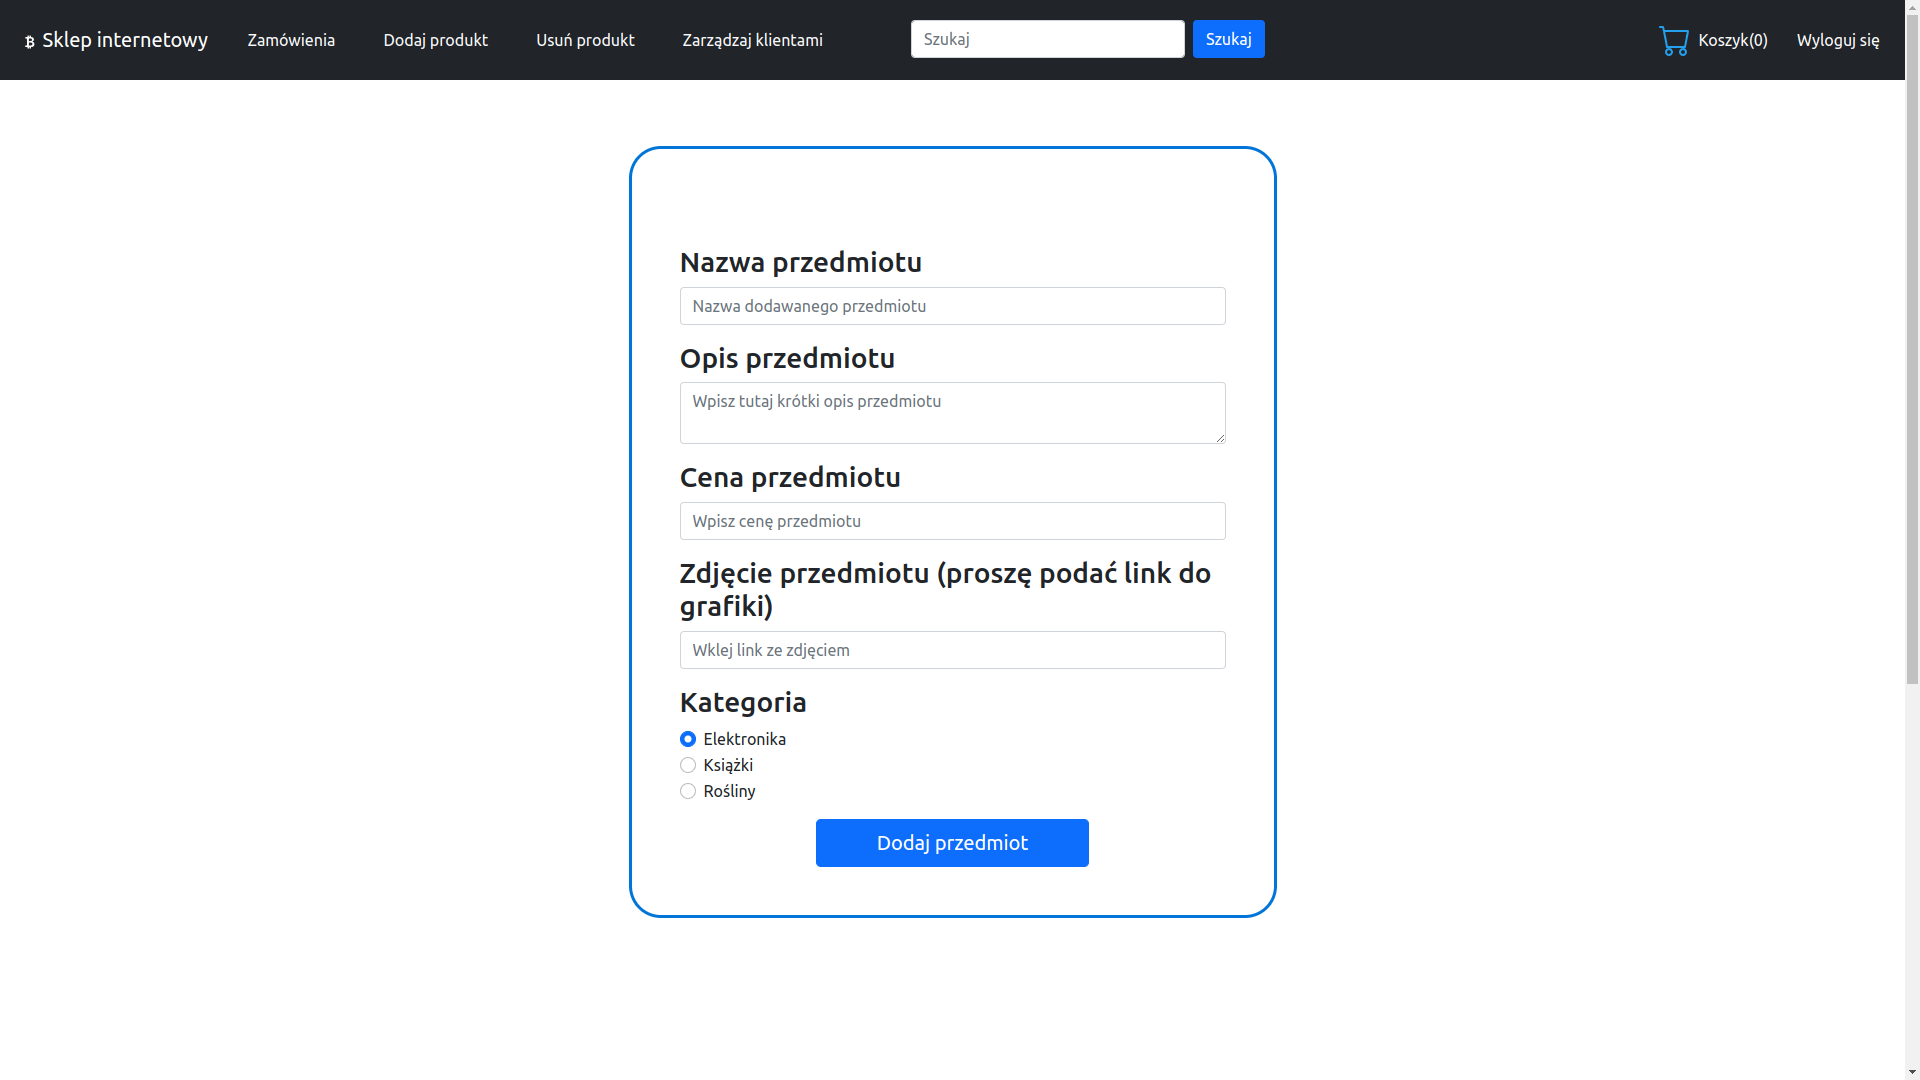 Sklep internetowy Zamówienia Dodaj produkt Usuń produkt Zarządzaj klientami Szukaj Szukaj Koszyk(0) Wyloguj się
Nazwa przedmiotu
Nazwa dodawanego przedmiotu
Opis przedmiotu
Wpisz tutaj krótki opis przedmiotu
Cena przedmiotu
Wpisz cenę przedmiotu
Zdjęcie przedmiotu (proszę podać link do
grafiki)
Wklej link ze zdjęciem
Kategoria
Elektronika
Książki
Rośliny
Dodaj przedmiot